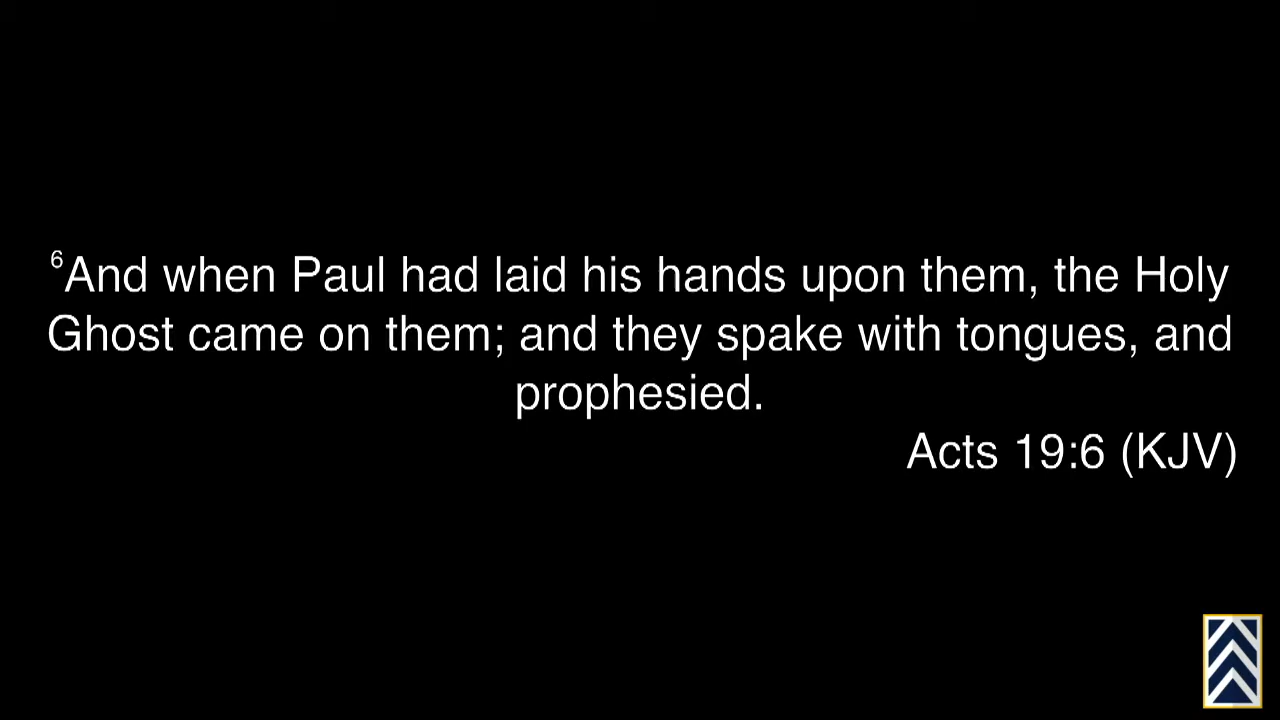 ⁶And when Paul had laid his hands upon them, the Holy
Ghost came on them; and they spake with tongues, and
prophesied.
Acts 19:6 (KJV)